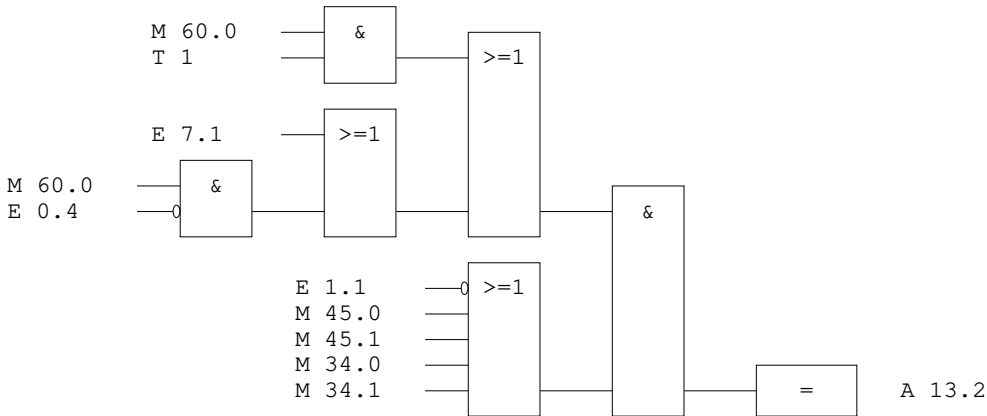 M 60.0 & >=1
T 1
E 7.1 >=1
M 60.0 & &
E 0.4
E 1.1 >=1
M 45.0
M 45.1
M 34.0
M 34.1 = A 13.2